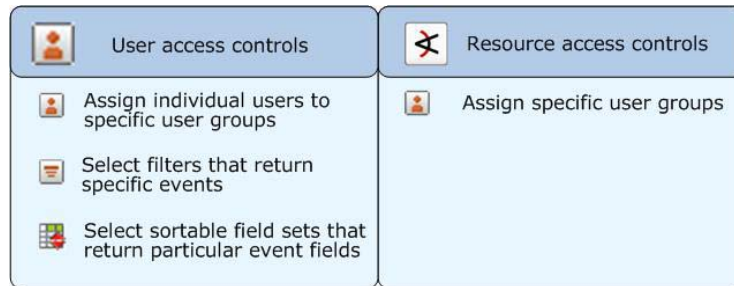 User access controls
Assign individual users to
specific user groups
Select filters that return
specific events
Select sortable field sets that
return particular event fields
Resource access controls
Assign specific user groups